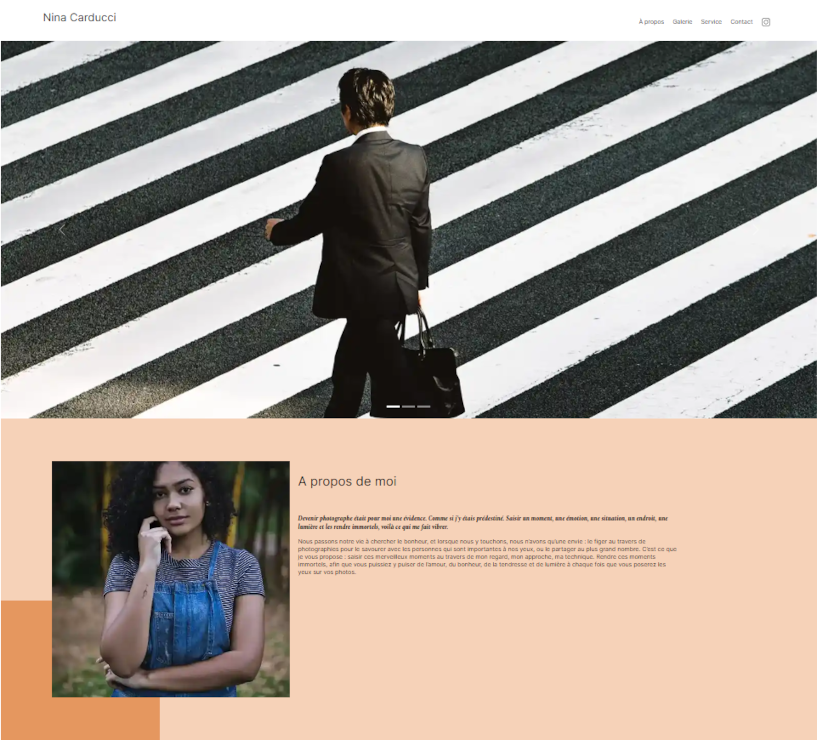 Nina Carducci
À propos Galerie Service Contact
A propos de moi
Devenir photographe était pour moi une évidence. Comme si j'y étais prédestiné. Saisir un moment, une émotion, une situation, un endroit, une
lumière et les rendre immortels, voilà ce qui me fait vibrer.
Nous passons notre vie à chercher le bonheur, et lorsque nous y touchons, nous n'avons qu'une envie : le figer au travers de
photographies pour le savourer avec les personnes qui sont importantes à nos yeux, ou le partager au plus grand nombre. C'est ce que
je vous propose : saisir ces merveilleux moments au travers de mon regard, mon approche, ma technique. Rendre ces moments
immortels, afin que vous puissiez y puiser de l'amour, du bonheur, de la tendresse et de lumière à chaque fois que vous poserez les
yeux sur vos photos.